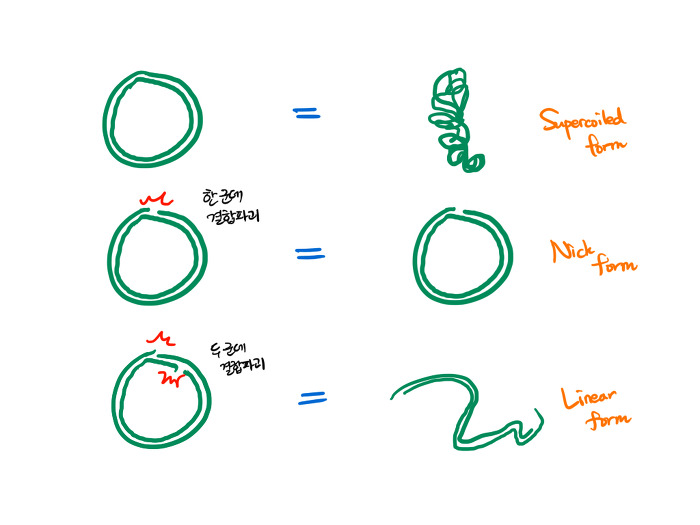 =
Supercoiled
form
한 군데
결합파괴
=
Nick
form
두 군데
결합파괴
=
Linear
form